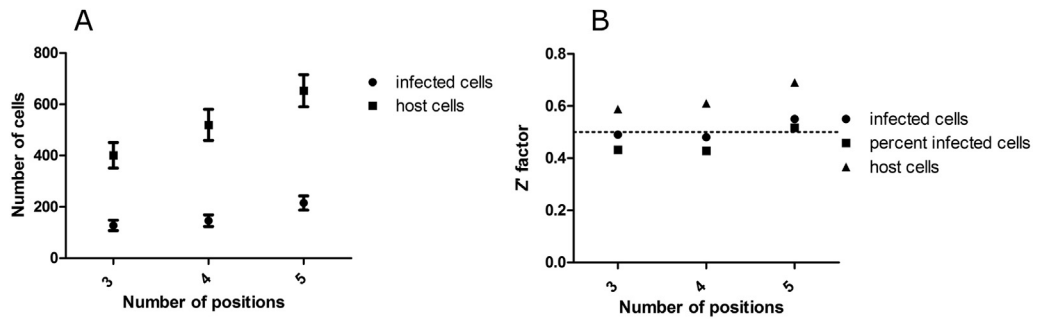 A
Number of cells
800
600
400
200
0
3
4
5
Number of positions
infected cells
host cells
B
Z' factor
0.8
0.6
0.4
0.2
0.0
3
4
5
Number of positions
infected cells
percent infected cells
host cells